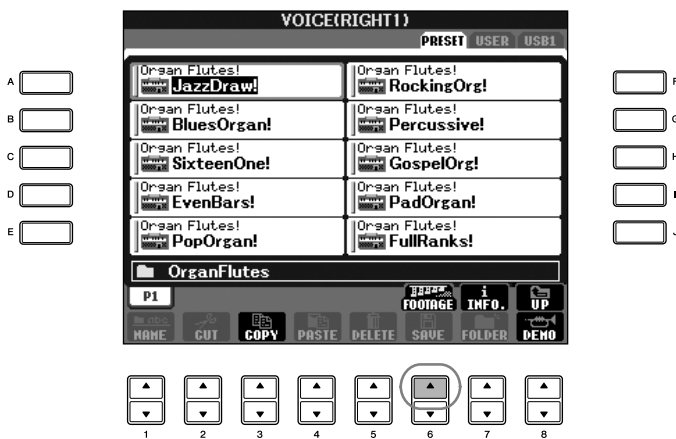 VOICE(RIGHT1)
PRESET USER USB1
A
Organ Flutes!
JazzDraw!
Organ Flutes!
RockingOrg!
F
B
Organ Flutes!
BluesOrgan!
Organ Flutes!
Percussive!
G
C
Organ Flutes!
SixteenOne!
Organ Flutes!
GospelOrg!
H
D
Organ Flutes!
EvenBars!
Organ Flutes!
PadOrgan!
I
E
Organ Flutes!
PopOrgan!
Organ Flutes!
FullRanks!
J
OrganFlutes
P1
FOOTAGE i INFO. UP
abc
NAME CUT COPY PASTE DELETE SAVE FOLDER DEMO
1 2 3 4 5 6 7 8